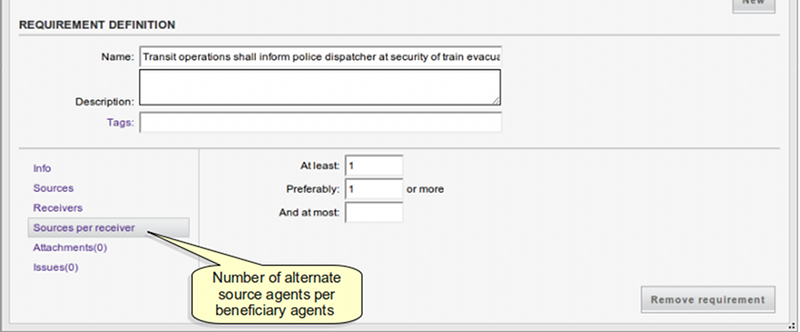 New
REQUIREMENT DEFINITION
Name: Transit operations shall inform police dispatcher at security of train evacua
Description:
Tags:
Info
Sources
Receivers
Sources per receiver
Attachments(0)
Issues(0)
At least: 1
Preferably: 1 or more
And at most:
Number of alternate
source agents per
beneficiary agents
Remove requirement